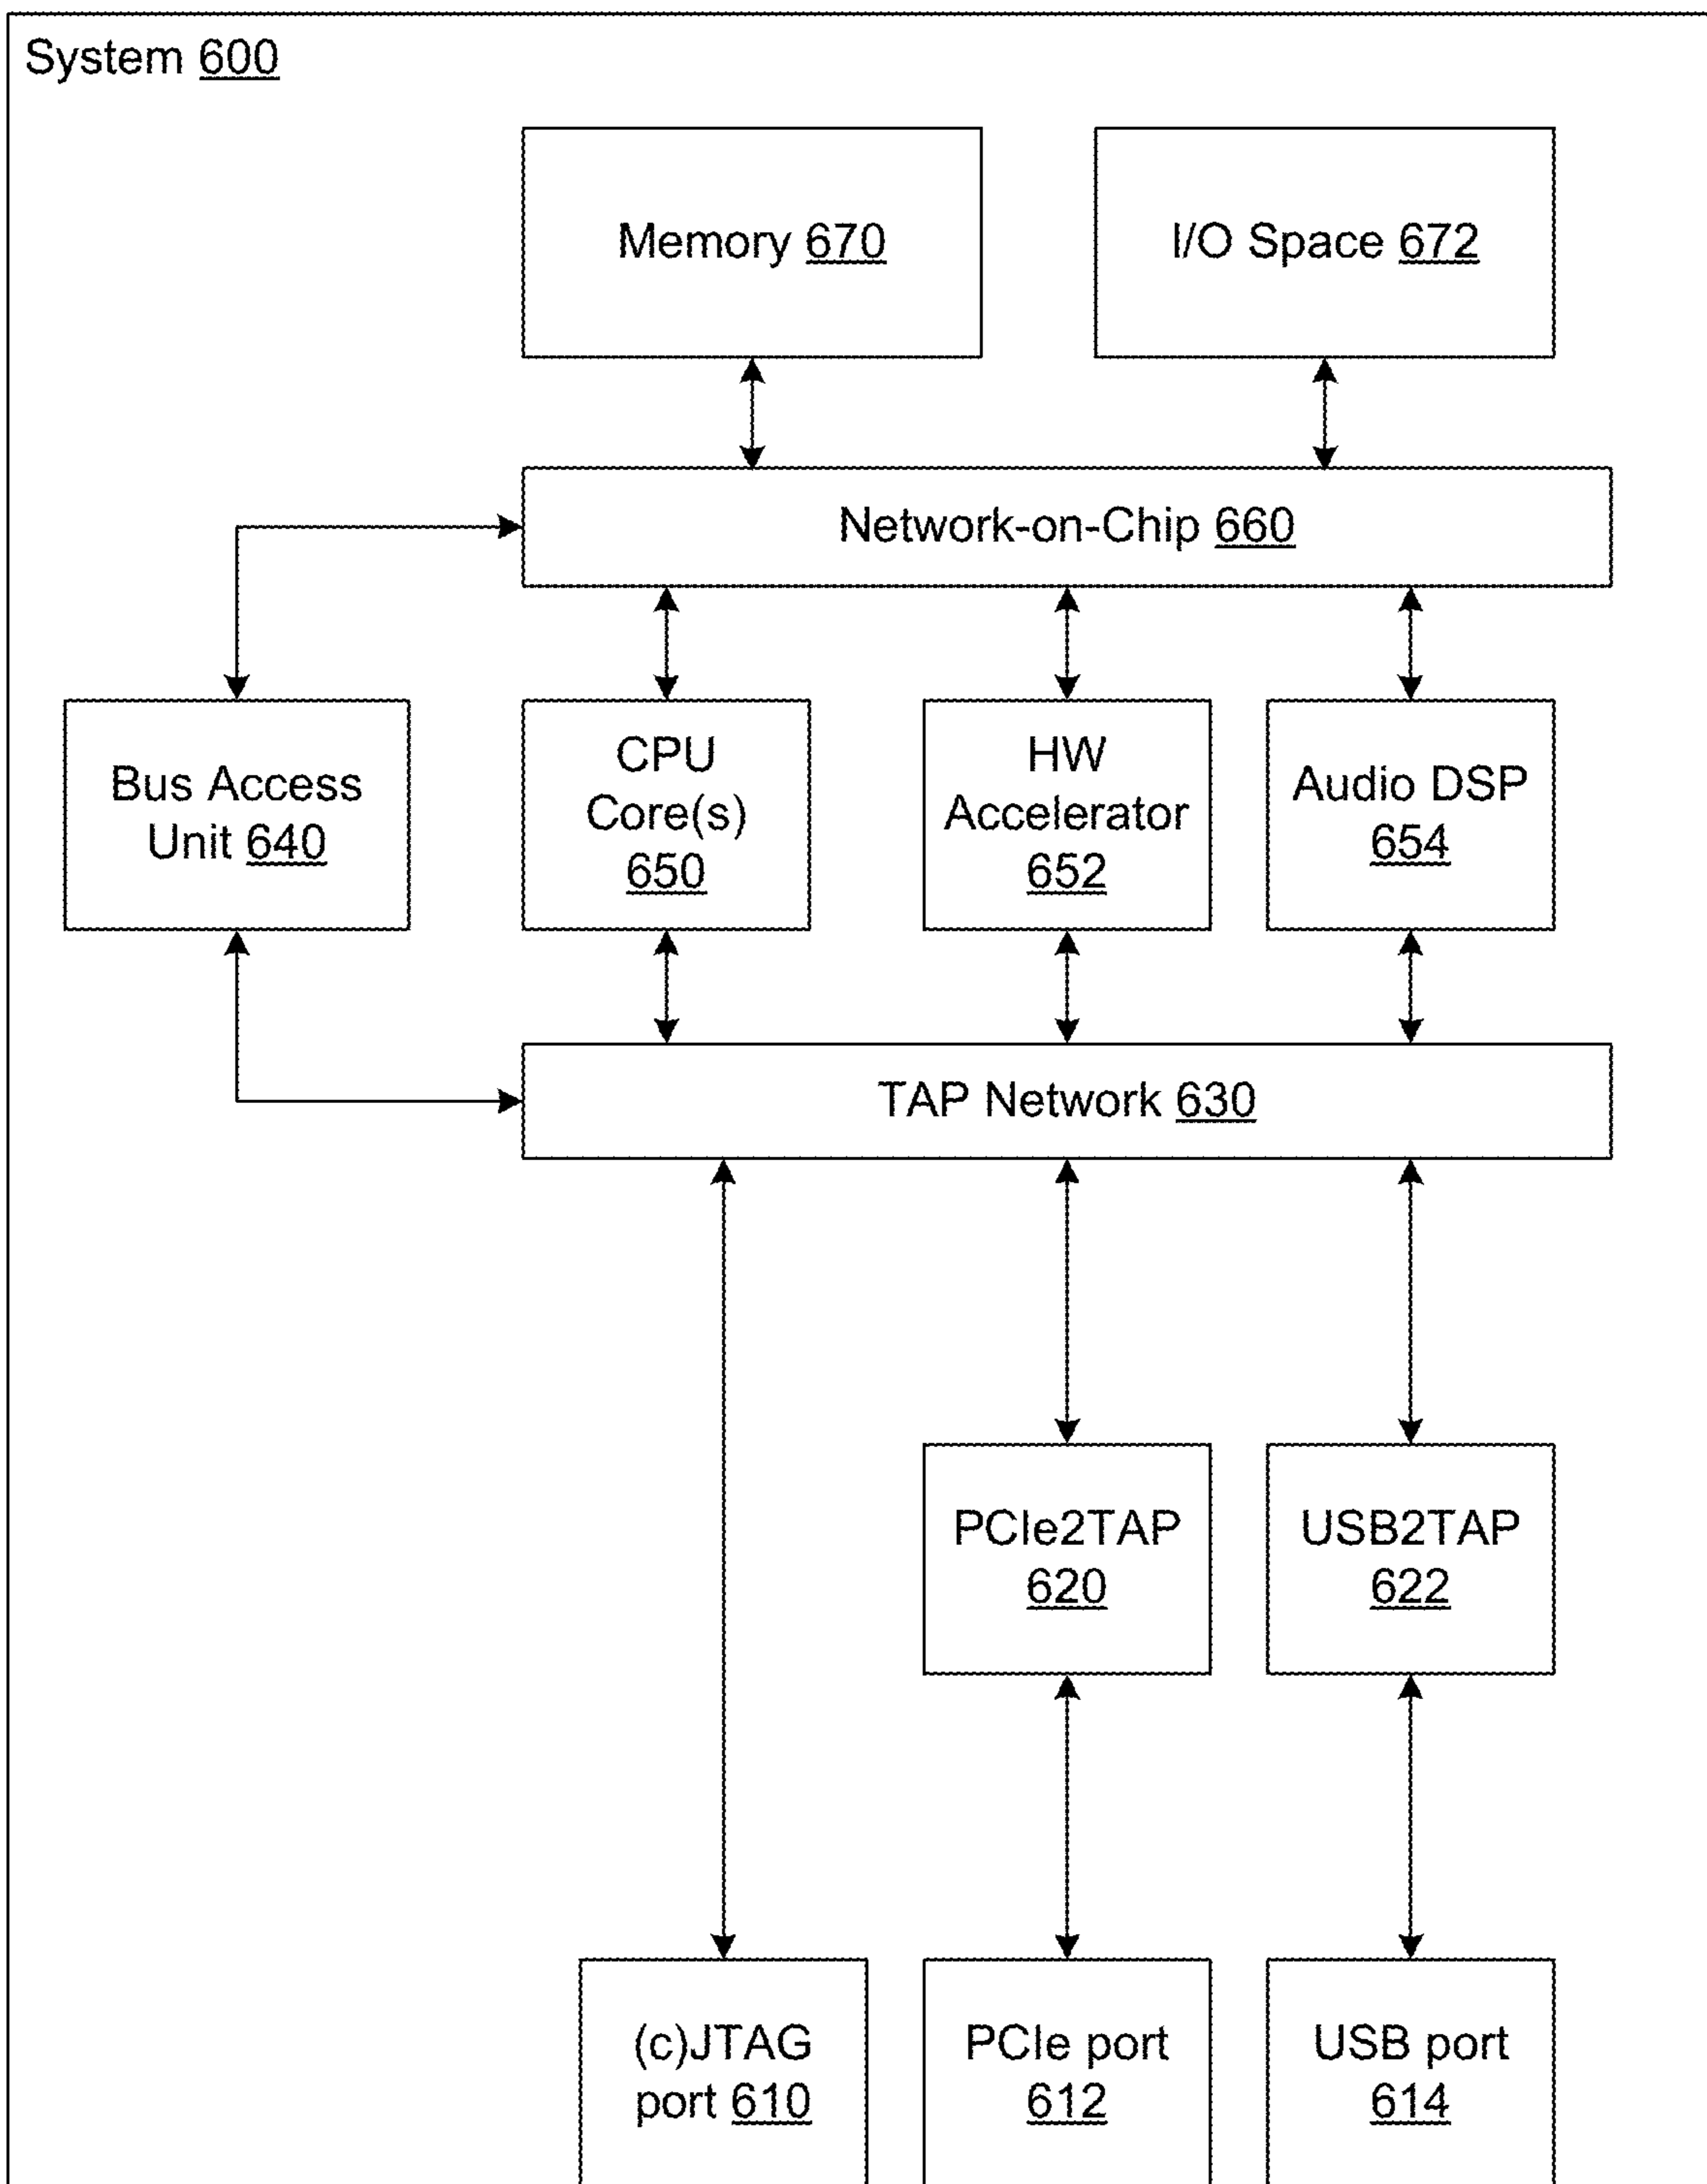 System 600
Memory 670
I/O Space 672
Network-on-Chip 660
Bus Access
Unit 640
CPU
Core(s)
650
HW
Accelerator
652
Audio DSP
654
TAP Network 630
PCIe2TAP
620
USB2TAP
622
(c)JTAG
port 610
PCIe port
612
USB port
614